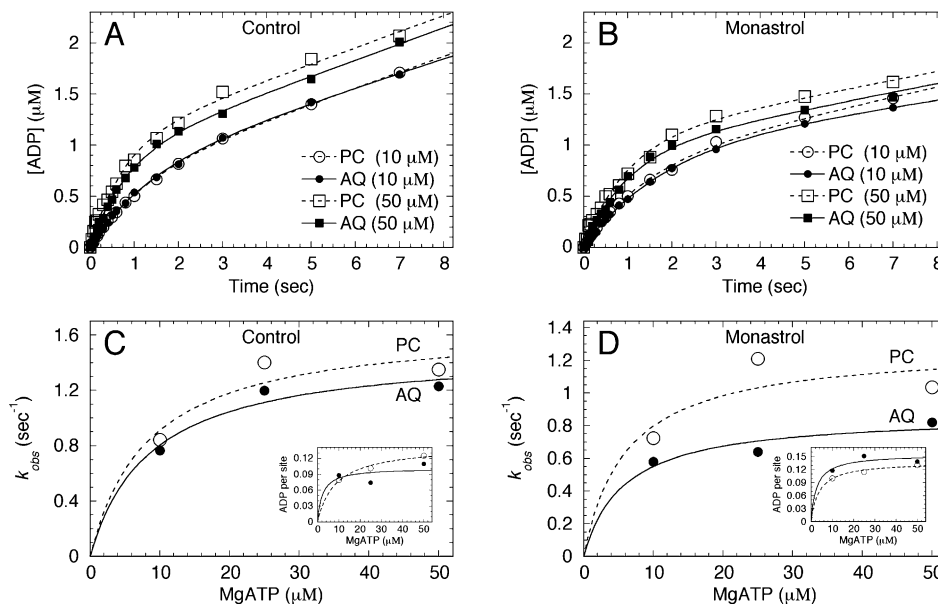 A Control
[ADP] (µM)
2
1.5
1
0.5
0
PC (10 µM)
AQ (10 µM)
PC (50 µM)
AQ (50 µM)
0 1 2 3 4 5 6 7 8
Time (sec)
B Monastrol
[ADP] (µM)
2
1.5
1
0.5
0
PC (10 µM)
AQ (10 µM)
PC (50 µM)
AQ (50 µM)
0 1 2 3 4 5 6 7 8
Time (sec)
C Control
k obs (sec⁻¹)
1.6
1.2
0.8
0.4
0
PC
AQ
ADP per site
0.12
0.09
0.06
0.03
0
0 10 20 30 40 50
MgATP (µM)
0 10 20 30 40 50
MgATP (µM)
D Monastrol
k obs (sec⁻¹)
1.4
1.2
1
0.8
0.6
0.4
0.2
0
PC
AQ
ADP per site
0.15
0.12
0.09
0.06
0.03
0
0 10 20 30 40 50
MgATP (µM)
0 10 20 30 40 50
MgATP (µM)